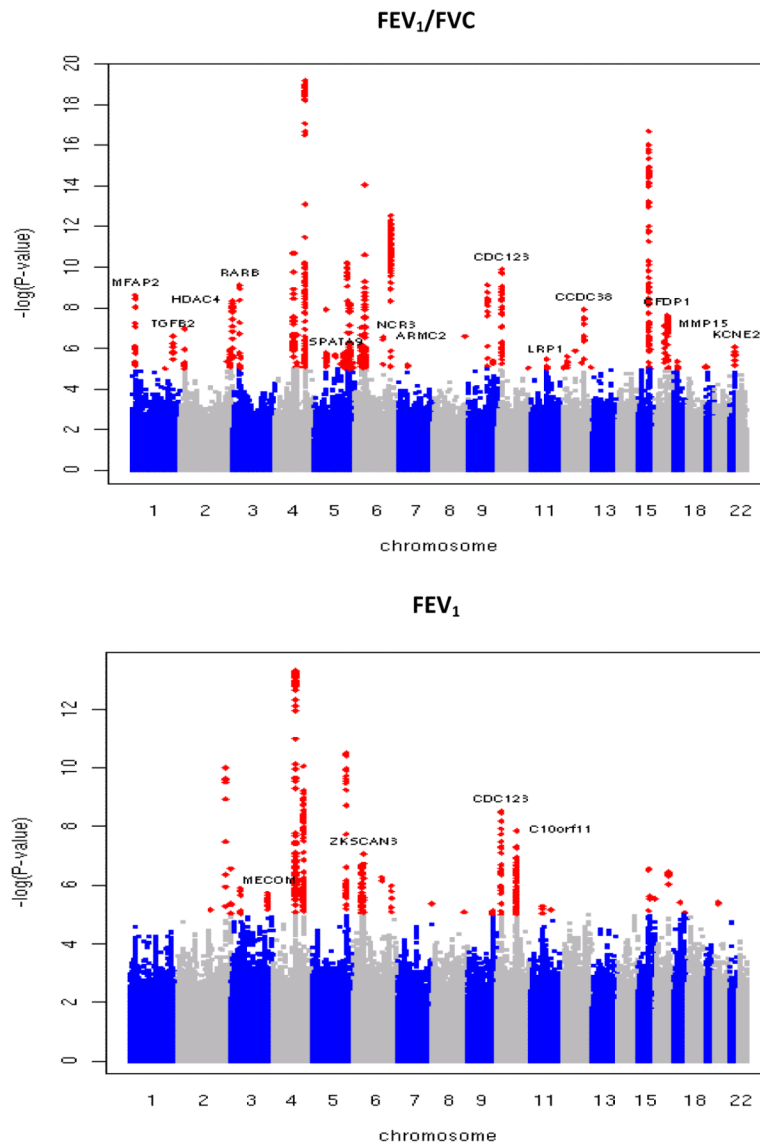 FEV₁/FVC
20
18
16
14
12
10
8
6
4
2
0
-log(P-value)
MFAP2
TGFB2
HDAC4
RARB
SPATA9
NCR3
ARMC2
CDC123
LRP1
CCDC38
CFDP1
MMP15
KCNE2
1 2 3 4 5 6 7 8 9 11 13 15 18 22
chromosome
FEV₁
12
10
8
6
4
2
0
-log(P-value)
MECOM
ZKSCAN3
CDC123
C10orf11
1 2 3 4 5 6 7 8 9 11 13 15 18 22
chromosome